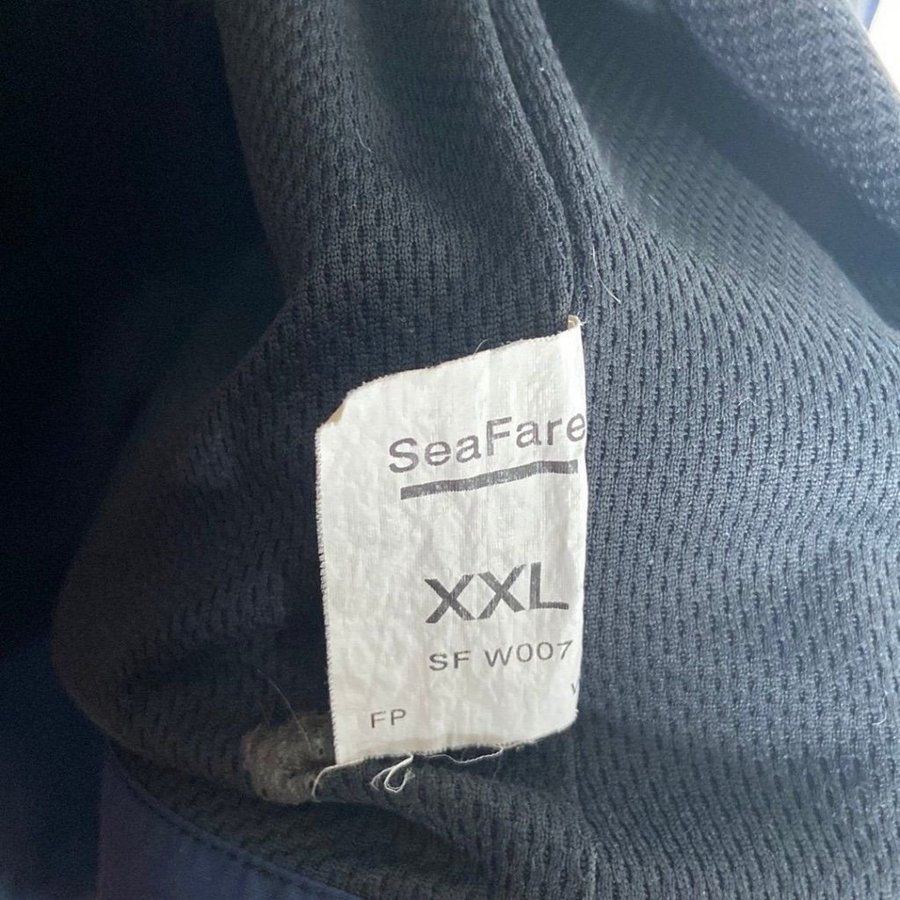 SeaFare
XXL
SF W007
FP